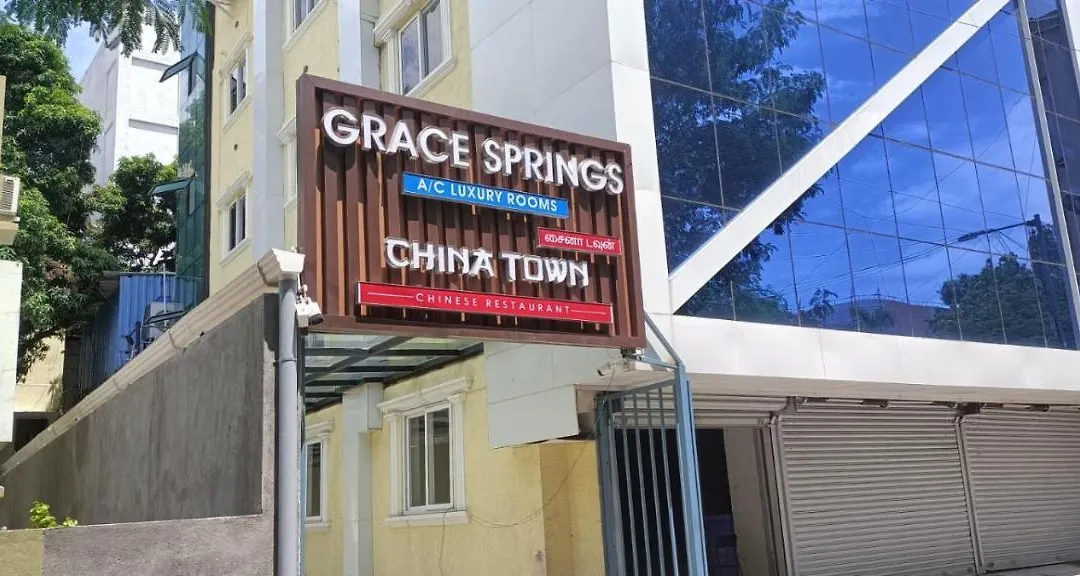 GRACE SPRINGS
A/C LUXURY ROOMS
சைனா டவுன்
CHINA TOWN
CHINESE RESTAURANT